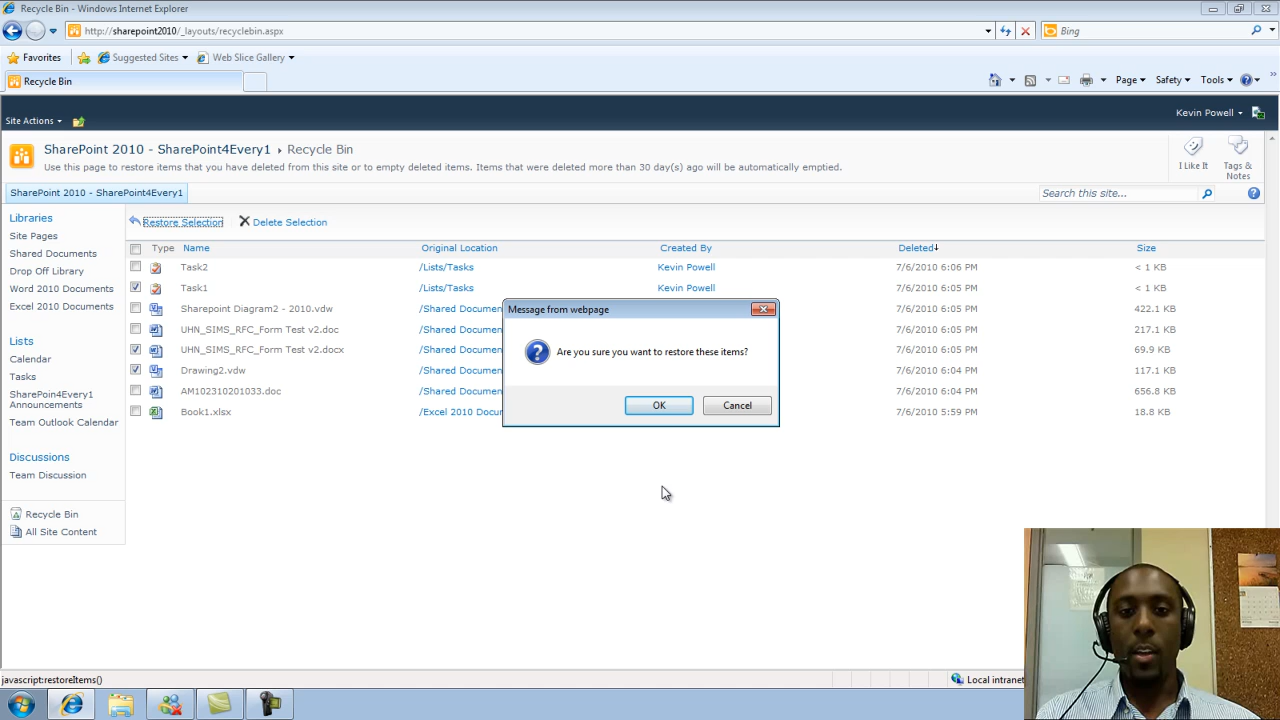 Recycle Bin - Windows Internet Explorer
http://sharepoint2010/_layouts/recyclebin.aspx
Bing
Favorites
Suggested Sites
Web Slice Gallery
Recycle Bin
Page
Safety
Tools
Site Actions
Kevin Powell
SharePoint 2010 - SharePoint4Every1 Recycle Bin
Use this page to restore items that you have deleted from this site or to empty deleted items. Items that were deleted more than 30 day(s) ago will be automatically emptied.
I Like It
Tags & Notes
SharePoint 2010 - SharePoint4Every1
Search this site...
Libraries
Site Pages
Shared Documents
Drop Off Library
Word 2010 Documents
Excel 2010 Documents
Lists
Calendar
Tasks
SharePoin4Every1 Announcements
Team Outlook Calendar
Discussions
Team Discussion
Recycle Bin
All Site Content
Restore Selection
Delete Selection
Type Name Original Location Created By Deleted Size
Task2 /Lists/Tasks Kevin Powell 7/6/2010 6:06 PM < 1 KB
Task1 /Lists/Tasks Kevin Powell 7/6/2010 6:05 PM < 1 KB
Sharepoint Diagram2 - 2010.vdw /Shared Documen 7/6/2010 6:05 PM 422.1 KB
UHN_SIMS_RFC_Form Test v2.doc /Shared Documen 7/6/2010 6:05 PM 217.1 KB
UHN_SIMS_RFC_Form Test v2.docx /Shared Documen 7/6/2010 6:05 PM 69.9 KB
Drawing2.vdw /Shared Documen 7/6/2010 6:04 PM 117.1 KB
AM102310201033.doc /Shared Documen 7/6/2010 6:04 PM 656.8 KB
Book1.xlsx /Excel 2010 Docu 7/6/2010 5:59 PM 18.8 KB
Message from webpage
Are you sure you want to restore these items?
OK
Cancel
javascript:restoreItems()
Local intranet